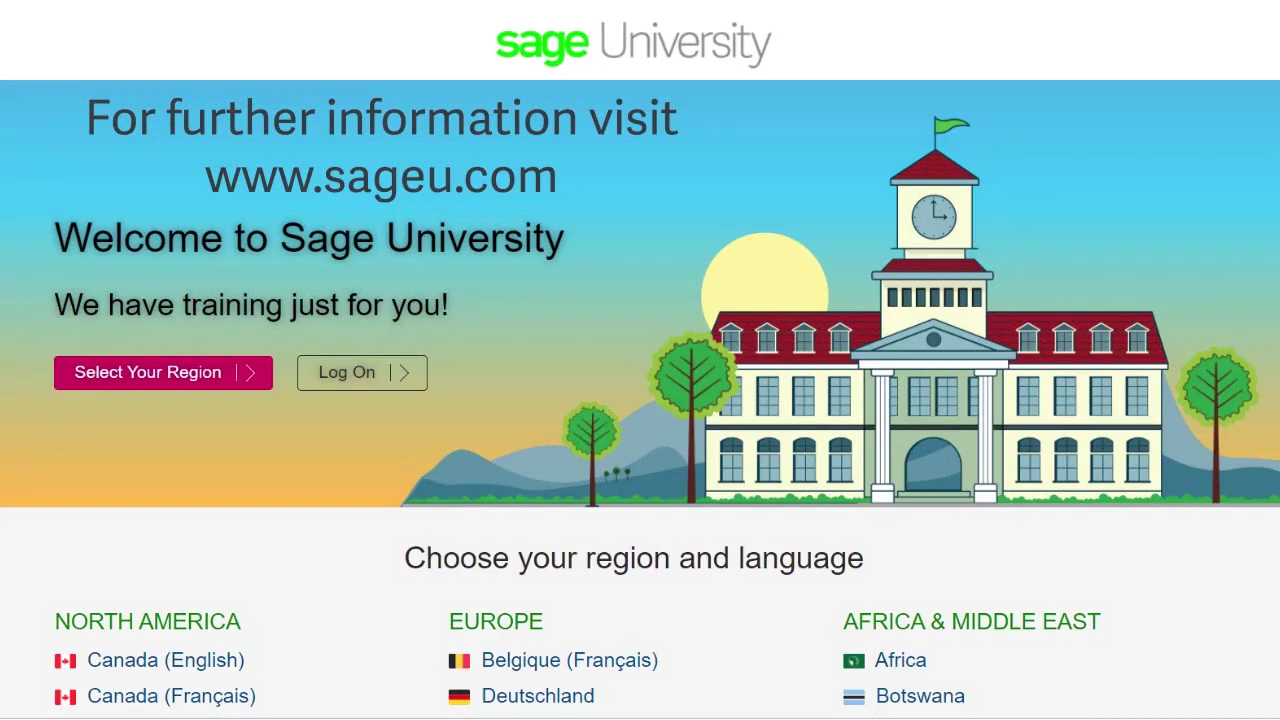 sage University
For further information visit
www.sageu.com
Welcome to Sage University
We have training just for you!
Select Your Region
Log On
Choose your region and language
NORTH AMERICA
Canada (English)
Canada (Français)
EUROPE
Belgique (Français)
Deutschland
AFRICA & MIDDLE EAST
Africa
Botswana